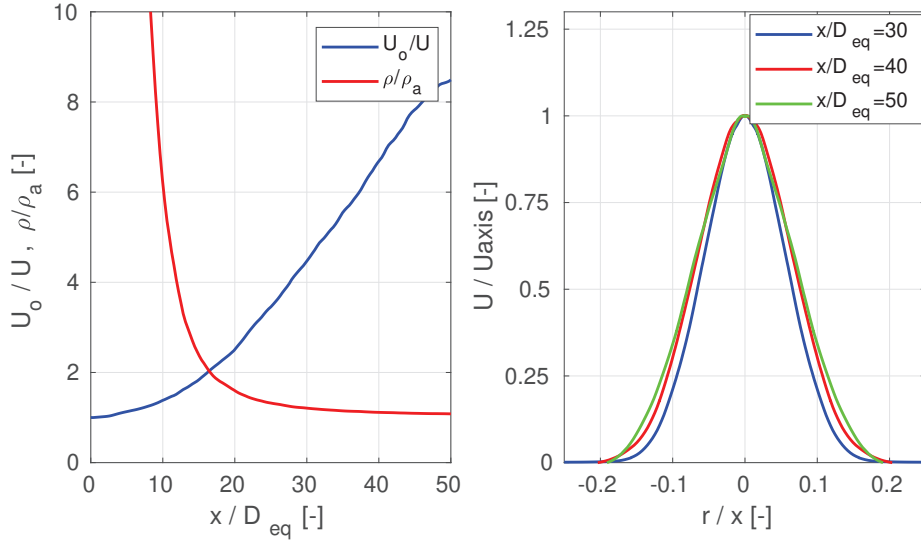 10
8
6
4
2
0
0 10 20 30 40 50
U_o / U , ρ/ρ_a [-]
x / D_eq [-]
U_o/U
ρ/ρ_a
1.25
1
0.75
0.5
0.25
0
-0.2 -0.1 0 0.1 0.2
U / Uaxis [-]
r / x [-]
x/D_eq=30
x/D_eq=40
x/D_eq=50